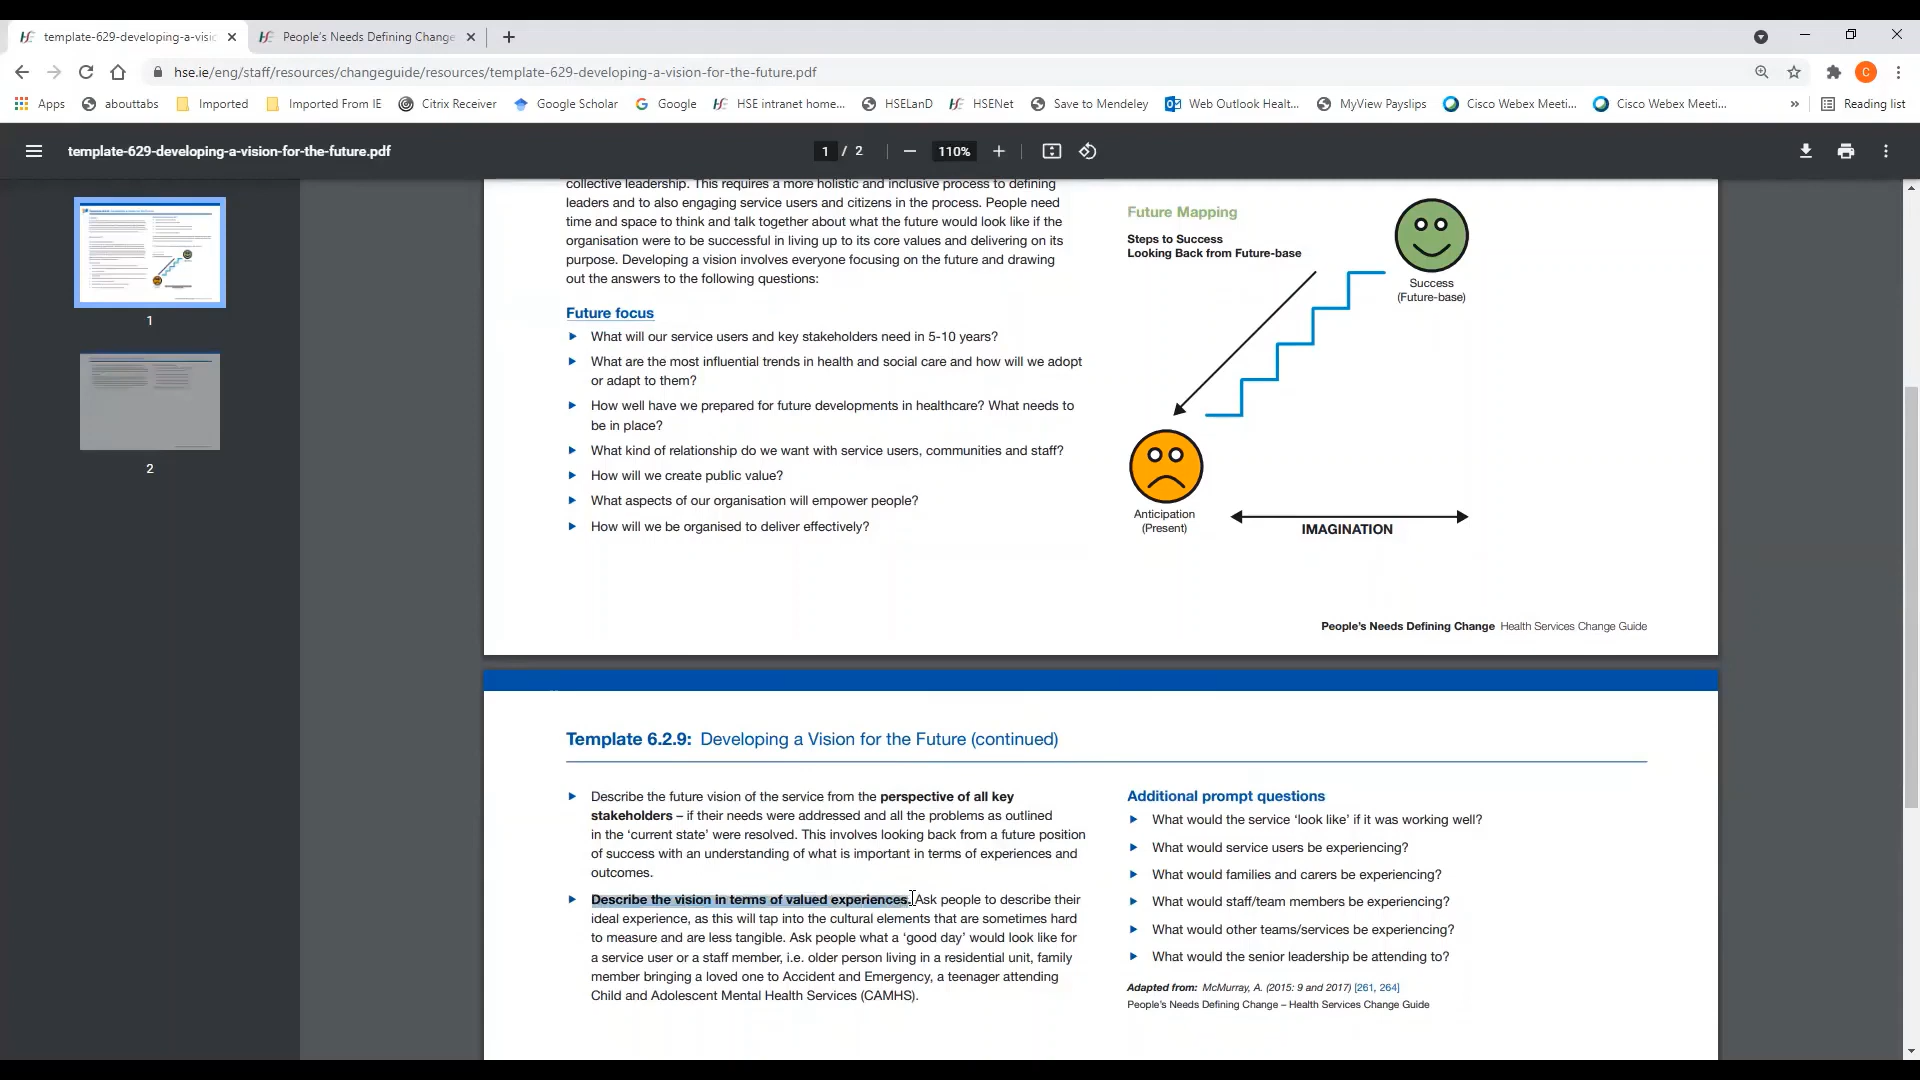 template-629-developing-a-visic
People's Needs Defining Change
hse.ie/eng/staff/resources/changeguide/resources/template-629-developing-a-vision-for-the-future.pdf
C
Apps
abouttabs
Imported
Imported From IE
Citrix Receiver
Google Scholar
Google
HSE intranet home...
HSELanD
HSENet
Save to Mendeley
Web Outlook Healt...
MyView Payslips
Cisco Webex Meeti...
Cisco Webex Meeti...
»
Reading list
template-629-developing-a-vision-for-the-future.pdf
1 / 2
110%
1
2
collective leadership. This requires a more holistic and inclusive process to defining
leaders and to also engaging service users and citizens in the process. People need
time and space to think and talk together about what the future would look like if the
organisation were to be successful in living up to its core values and delivering on its
purpose. Developing a vision involves everyone focusing on the future and drawing
out the answers to the following questions:
Future focus
What will our service users and key stakeholders need in 5-10 years?
What are the most influential trends in health and social care and how will we adopt
or adapt to them?
How well have we prepared for future developments in healthcare? What needs to
be in place?
What kind of relationship do we want with service users, communities and staff?
How will we create public value?
What aspects of our organisation will empower people?
How will we be organised to deliver effectively?
Future Mapping
Steps to Success
Looking Back from Future-base
Success
(Future-base)
Anticipation
(Present)
IMAGINATION
People's Needs Defining Change Health Services Change Guide
Template 6.2.9: Developing a Vision for the Future (continued)
Describe the future vision of the service from the perspective of all key
stakeholders – if their needs were addressed and all the problems as outlined
in the 'current state' were resolved. This involves looking back from a future position
of success with an understanding of what is important in terms of experiences and
outcomes.
Describe the vision in terms of valued experiences. Ask people to describe their
ideal experience, as this will tap into the cultural elements that are sometimes hard
to measure and are less tangible. Ask people what a 'good day' would look like for
a service user or a staff member, i.e. older person living in a residential unit, family
member bringing a loved one to Accident and Emergency, a teenager attending
Child and Adolescent Mental Health Services (CAMHS).
Additional prompt questions
What would the service 'look like' if it was working well?
What would service users be experiencing?
What would families and carers be experiencing?
What would staff/team members be experiencing?
What would other teams/services be experiencing?
What would the senior leadership be attending to?
Adapted from: McMurray, A. (2015: 9 and 2017) [261, 264]
People's Needs Defining Change – Health Services Change Guide